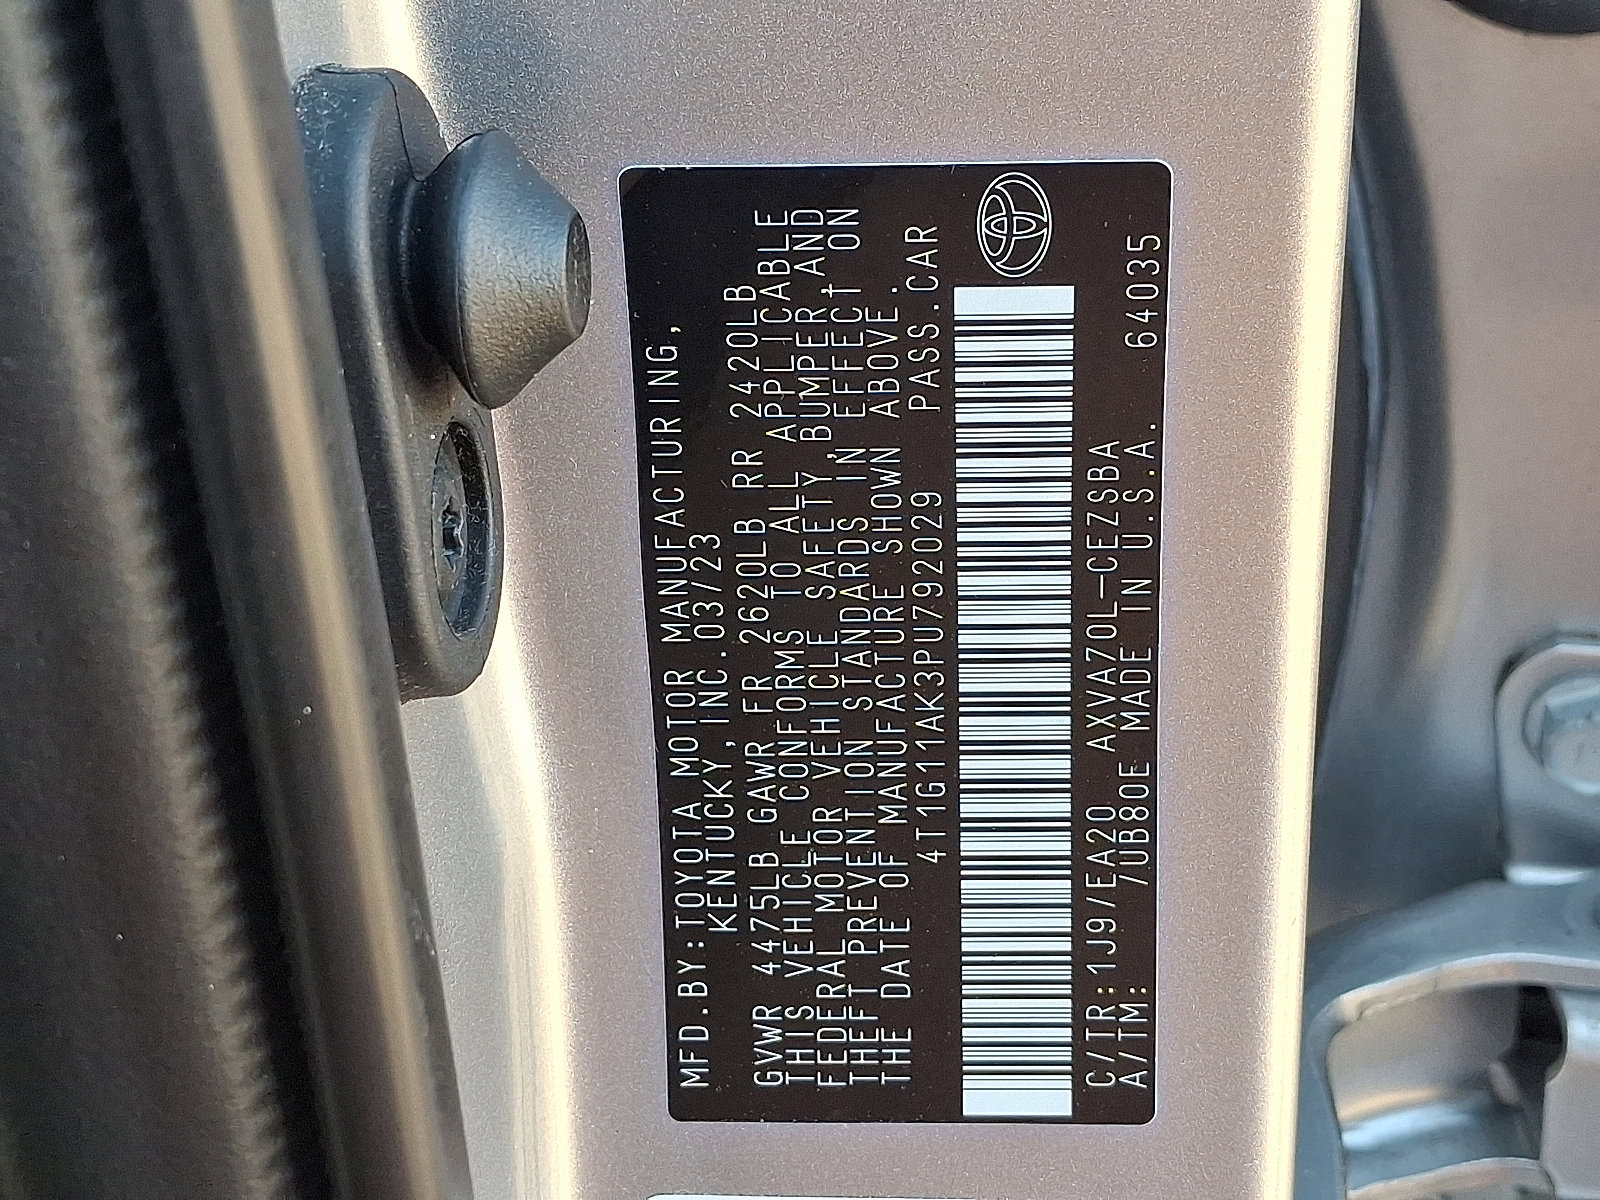 MFD.BY:TOYOTA MOTOR MANUFACTURING,
KENTUCKY, INC.03/23
GVWR 4475LB GAWR FR 2620LB RR 2420LB
THIS VEHICLE CONFORMS TO ALL APPLICABLE
FEDERAL MOTOR VEHICLE SAFETY, BUMPER, AND
THEFT PREVENTION STANDARDS IN EFFECT ON
THE DATE OF MANUFACTURE SHOWN ABOVE.
4T1G11AK3PU792029 PASS.CAR
C/TR:1J9/EA20 AXVA70L-CEZSBA
A/TM: /UB80E MADE IN U.S.A. 64035